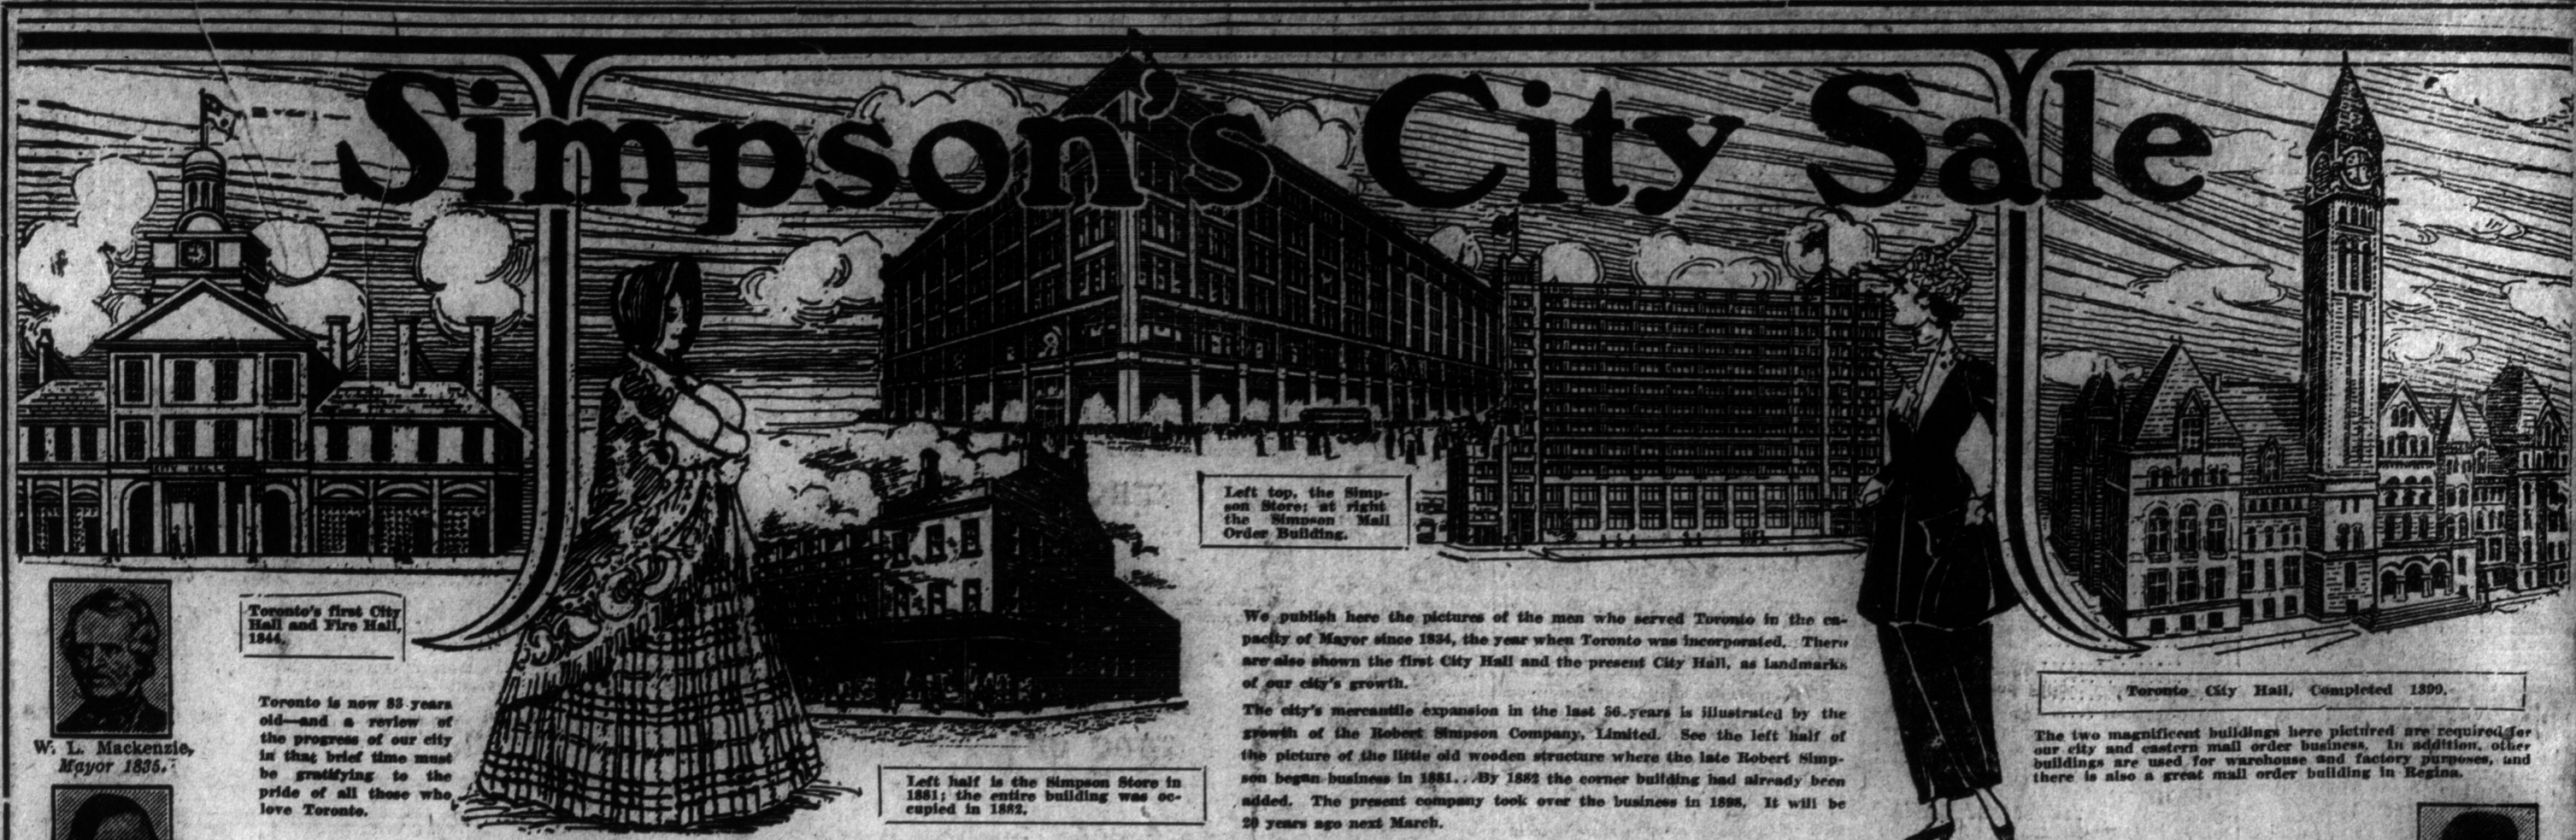 Simpson's City Sale
CITY HALL
Toronto's first City
Hall and Fire Hall,
1844.
W. L. Mackenzie,
Mayor 1835.
Toronto is now 83 years
old—and a review of
the progress of our city
in that brief time must
be gratifying to the
pride of all those who
love Toronto.
Left half is the Simpson Store in
1881; the entire building was oc-
cupied in 1882.
Left top, the Simp-
son Store; at right
the Simpson Mail
Order Building.
We publish here the pictures of the men who served Toronto in the ca-
pacity of Mayor since 1834, the year when Toronto was incorporated. There
are also shown the first City Hall and the present City Hall, as landmarks
of our city's growth.
The city's mercantile expansion in the last 36 years is illustrated by the
growth of the Robert Simpson Company, Limited. See the left half of
the picture of the little old wooden structure where the late Robert Simp-
son began business in 1881. . . By 1882 the corner building had already been
added. The present company took over the business in 1898. It will be
20 years ago next March.
Toronto City Hall, Completed 1899.
The two magnificent buildings here pictured are required for
our city and eastern mail order business. In addition, other
buildings are used for warehouse and factory purposes, and
there is also a great mail order building in Regina.